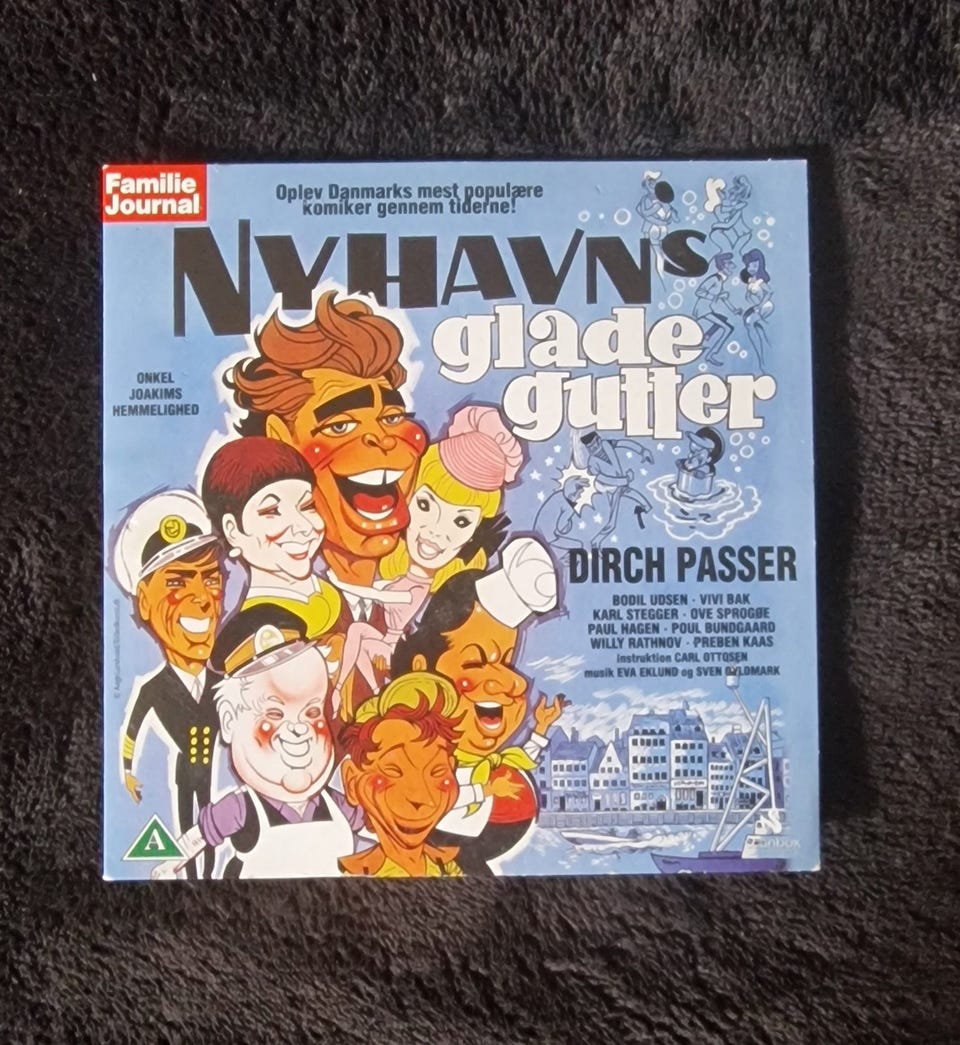 Familie
Journal
Oplev Danmarks mest populære
komiker gennem tiderne!
NYHAVNS
glade
gutter
ONKEL
JOAKIMS
HEMMELIGHED
DIRCH PASSER
BODIL UDSEN · VIVI BAK
KARL STEGGER · OVE SPROGØE
PAUL HAGEN · POUL BUNDGAARD
WILLY RATHNOV · PREBEN KAAS
instruktion CARL OTTOSEN
musik EVA EKLUND og SVEN GYLDMARK
A